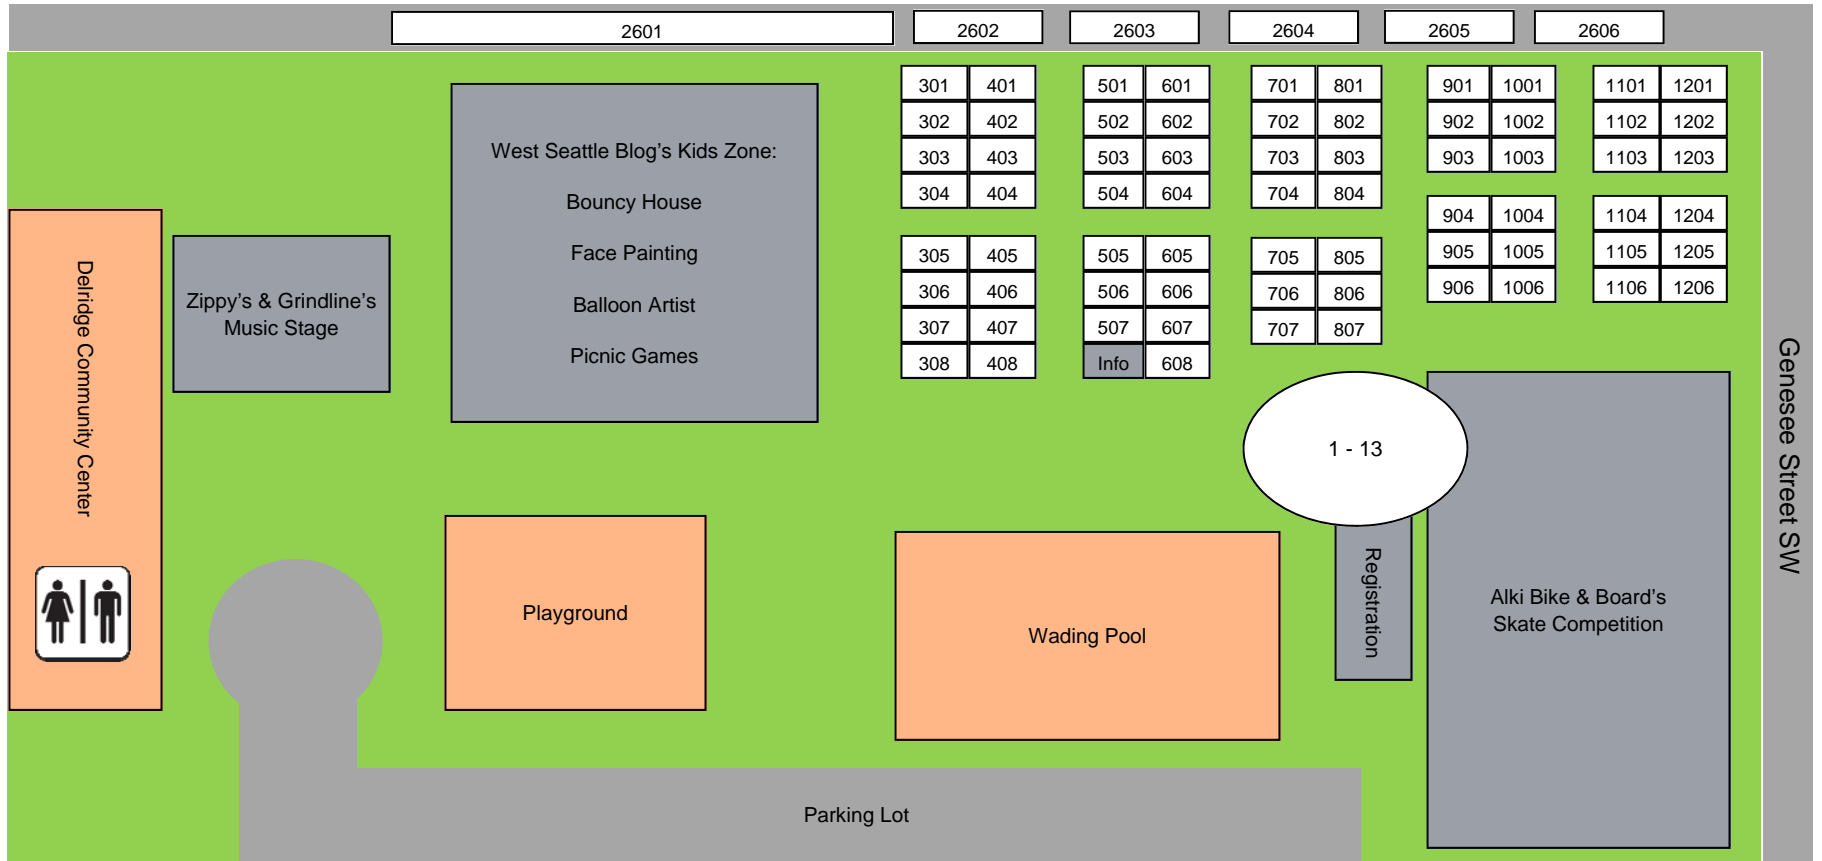 2601 2602 2603 2604 2605 2606
301 401 501 601 701 801 901 1001 1101 1201
302 402 502 602 702 802 902 1002 1102 1202
303 403 503 603 703 803 903 1003 1103 1203
304 404 504 604 704 804
904 1004 1104 1204
305 405 505 605 705 805 905 1005 1105 1205
306 406 506 606 706 806 906 1006 1106 1206
307 407 507 607 707 807
308 408 Info 608
West Seattle Blog’s Kids Zone:
Bouncy House
Face Painting
Balloon Artist
Picnic Games
Zippy’s & Grindline’s
Music Stage
Delridge Community Center
1 - 13
Genesee Street SW
Registration
Alki Bike & Board’s
Skate Competition
Playground
Wading Pool
Parking Lot